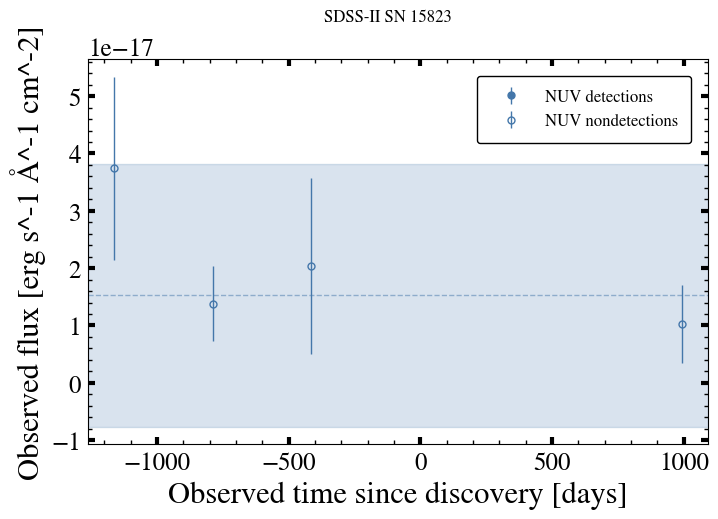 SDSS-II SN 15823
1e−17
Observed flux [erg s^-1 Å^-1 cm^-2]
5
4
3
2
1
0
−1
NUV detections
NUV nondetections
−1000 −500 0 500 1000
Observed time since discovery [days]